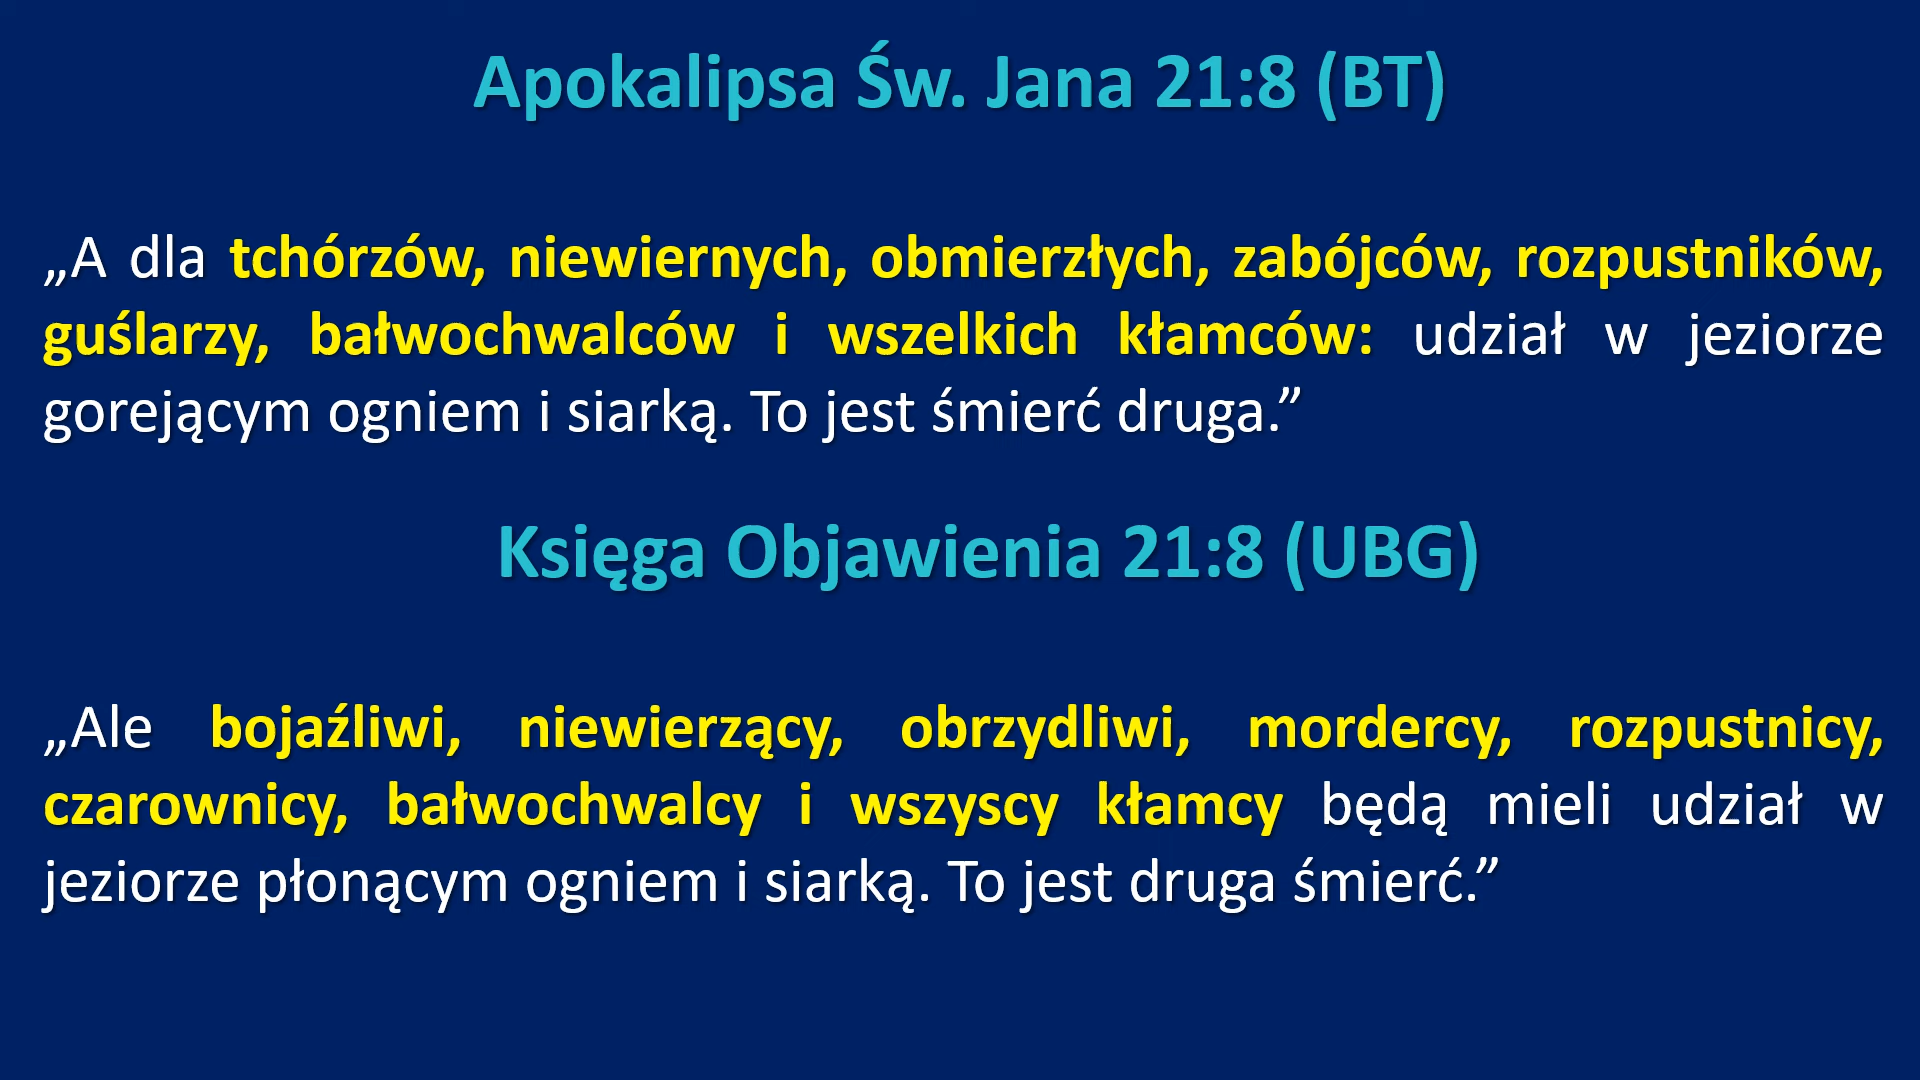 Apokalipsa Św. Jana 21:8 (BT)
„A dla tchórzów, niewiernych, obmierzłych, zabójców, rozpustników,
guślarzy, bałwochwalców i wszelkich kłamców: udział w jeziorze
gorejącym ogniem i siarką. To jest śmierć druga.”
Księga Objawienia 21:8 (UBG)
„Ale bojaźliwi, niewierzący, obrzydliwi, mordercy, rozpustnicy,
czarownicy, bałwochwalcy i wszyscy kłamcy będą mieli udział w
jeziorze płonącym ogniem i siarką. To jest druga śmierć.”